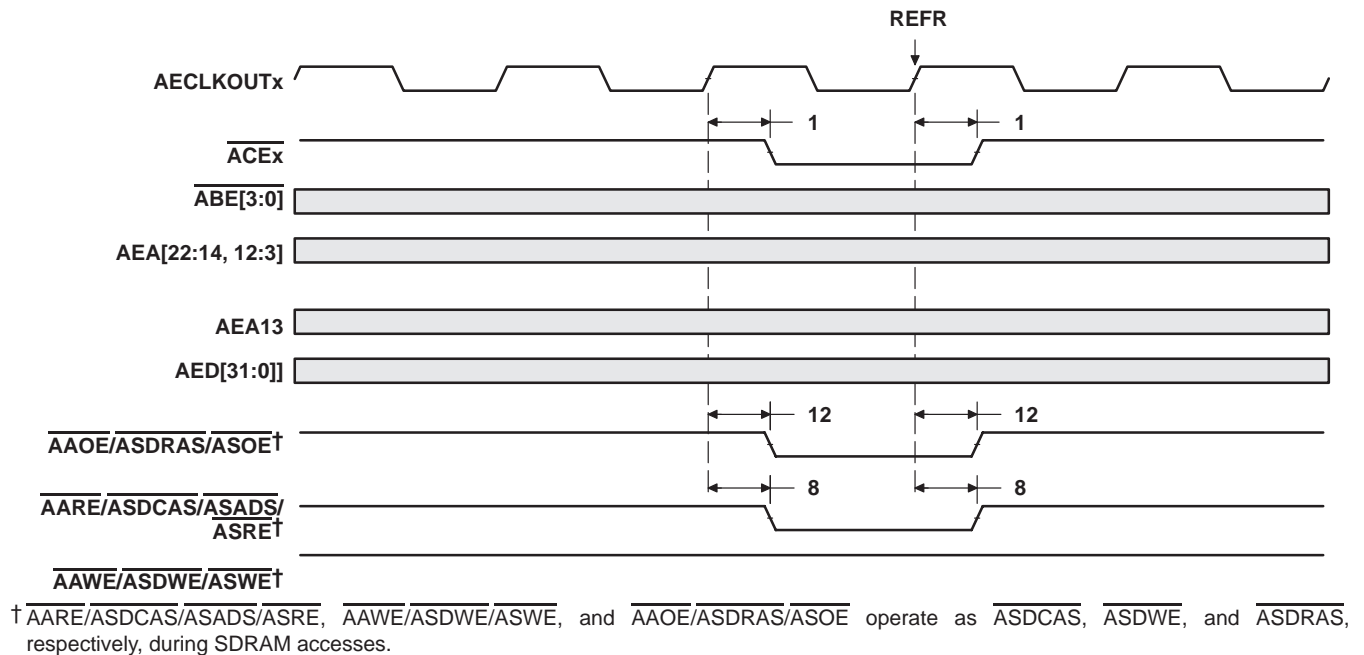 REFR
AECLKOUTx
1 1
ACEx
ABE[3:0]
AEA[22:14, 12:3]
AEA13
AED[31:0]]
12 12
AAOE/ASDRAS/ASOE†
8 8
AARE/ASDCAS/ASADS/
ASRE†
AAWE/ASDWE/ASWE†
† AARE/ASDCAS/ASADS/ASRE, AAWE/ASDWE/ASWE, and AAOE/ASDRAS/ASOE operate as ASDCAS, ASDWE, and ASDRAS,
respectively, during SDRAM accesses.